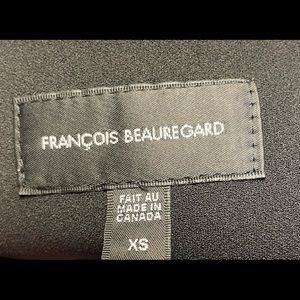 FRANÇOIS BEAUREGARD
FAIT AU
MADE IN
CANADA
XS